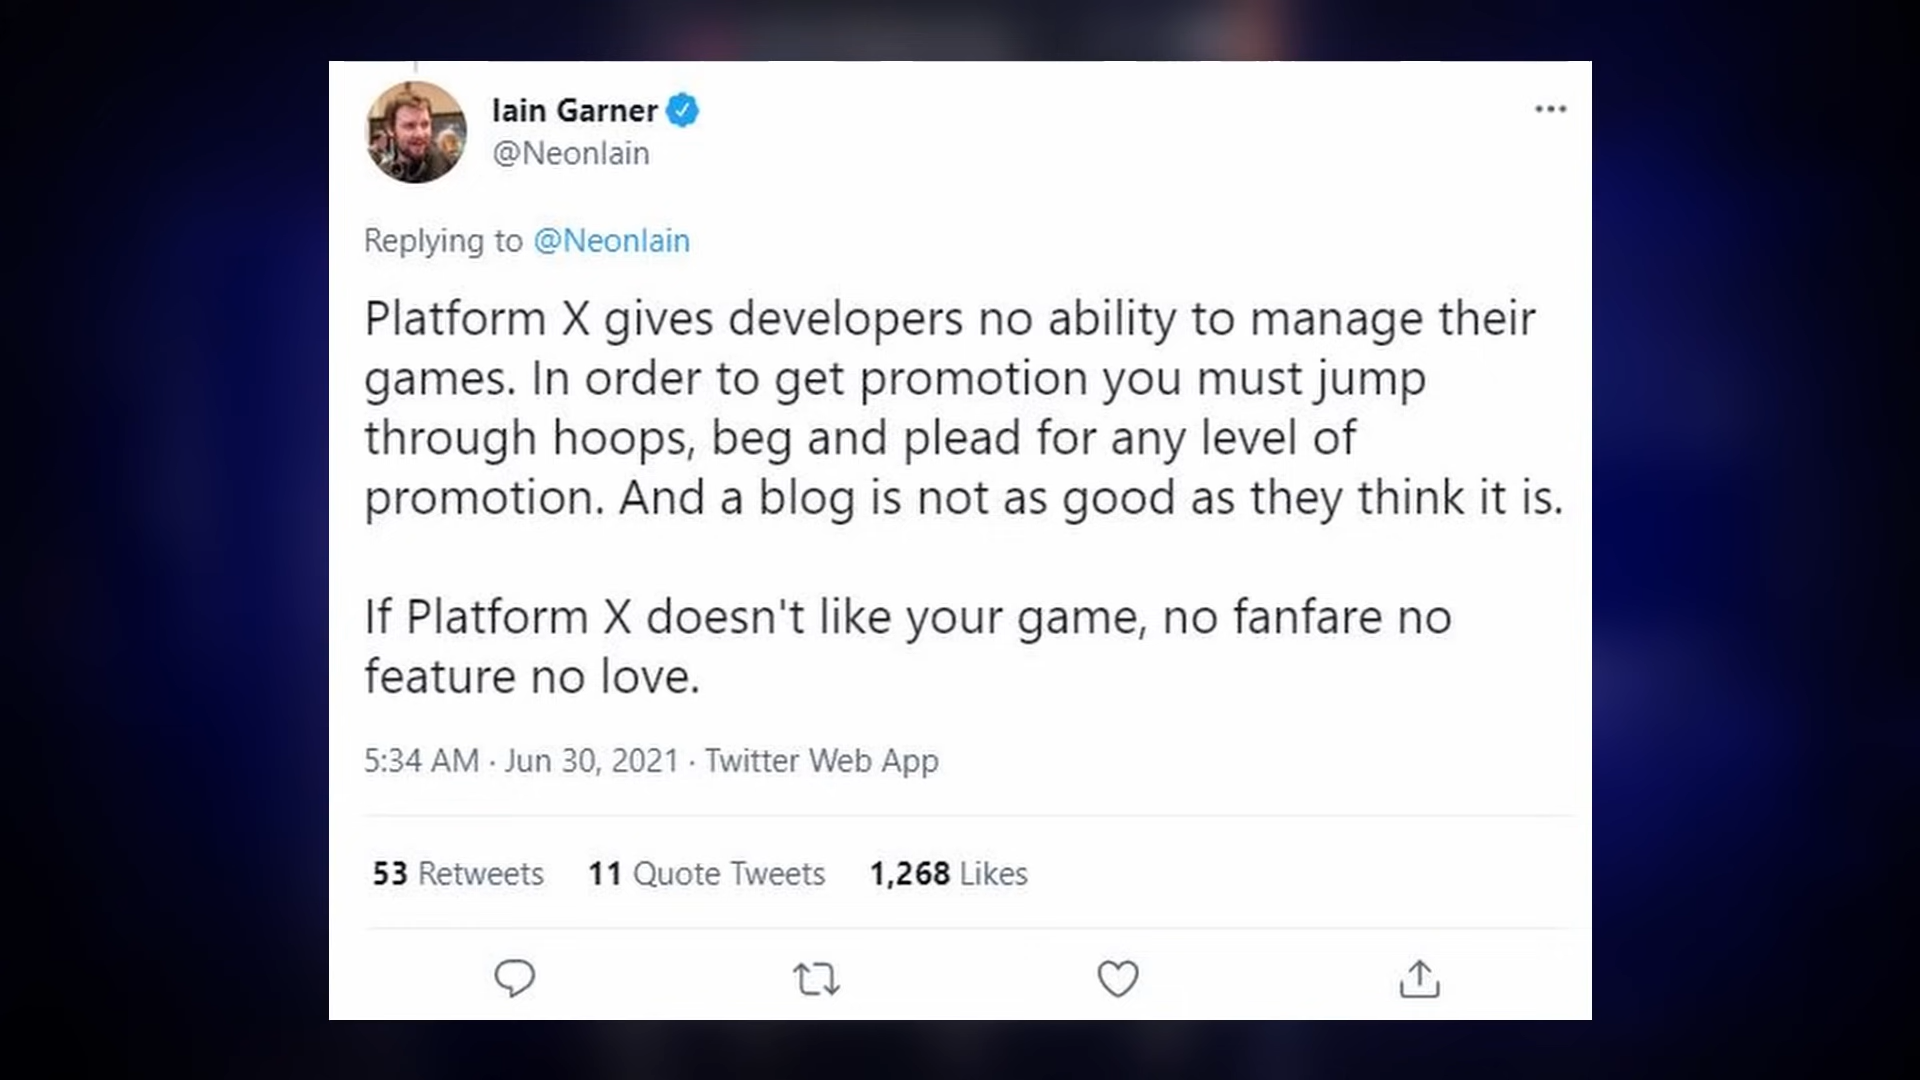 Iain Garner
@NeonIain
Replying to @NeonIain
Platform X gives developers no ability to manage their
games. In order to get promotion you must jump
through hoops, beg and plead for any level of
promotion. And a blog is not as good as they think it is.
If Platform X doesn't like your game, no fanfare no
feature no love.
5:34 AM · Jun 30, 2021 · Twitter Web App
53 Retweets 11 Quote Tweets 1,268 Likes